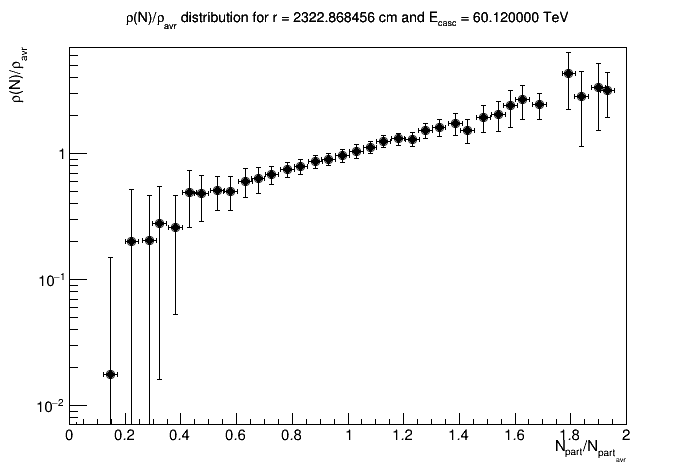 ρ(N)/ρavr distribution for r = 2322.868456 cm and Ecasc = 60.120000 TeV
ρ(N)/ρavr
1
10−1
10−2
0 0.2 0.4 0.6 0.8 1 1.2 1.4 1.6 1.8 2
Npart/Npartavr